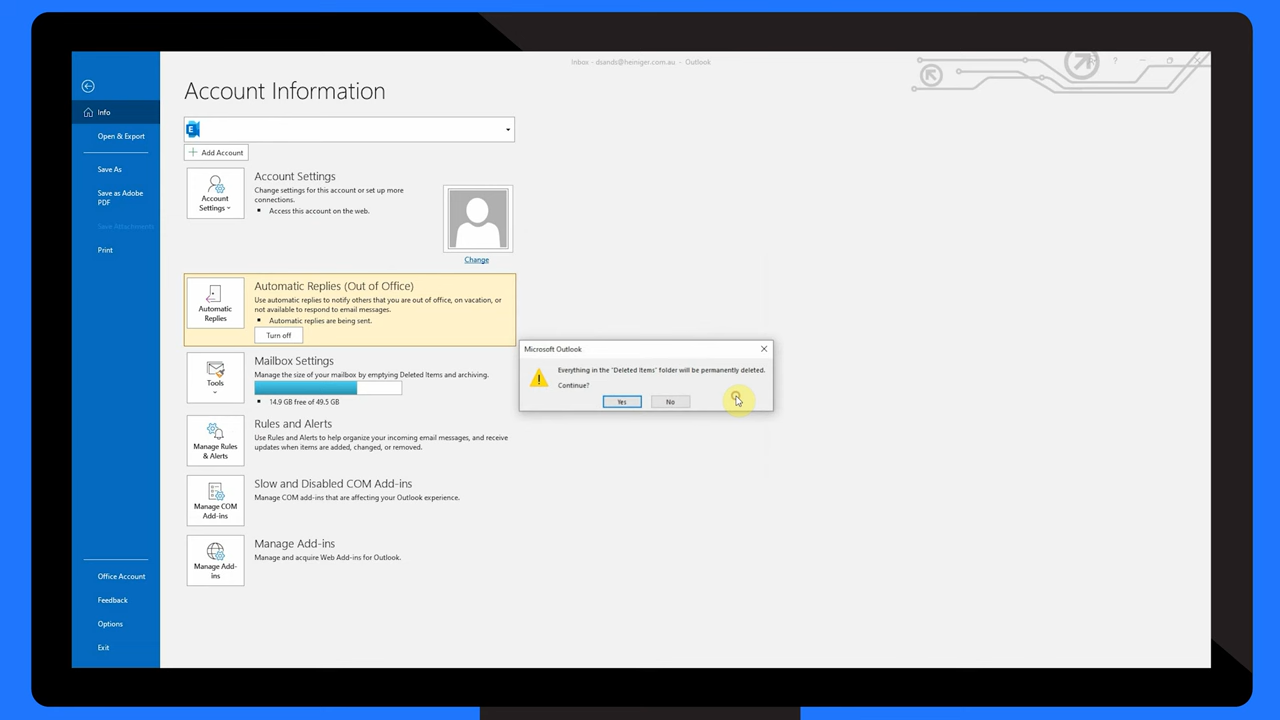 Inbox - dsands@heiniger.com.au - Outlook
?
Account Information
Info
E
Open & Export
Add Account
Save As
Account Settings
Change settings for this account or set up more
connections.
Access this account on the web.
Account
Settings
Save as Adobe
PDF
Save Attachments
Print
Change
Automatic Replies (Out of Office)
Use automatic replies to notify others that you are out of office, on vacation, or
not available to respond to email messages.
Automatic replies are being sent.
Automatic
Replies
Turn off
Microsoft Outlook
Everything in the "Deleted Items" folder will be permanently deleted.
Continue?
Yes
No
Mailbox Settings
Manage the size of your mailbox by emptying Deleted Items and archiving.
Tools
14.9 GB free of 49.5 GB
Rules and Alerts
Use Rules and Alerts to help organize your incoming email messages, and receive
updates when items are added, changed, or removed.
Manage Rules
& Alerts
Slow and Disabled COM Add-ins
Manage COM add-ins that are affecting your Outlook experience.
Manage COM
Add-ins
Manage Add-ins
Manage and acquire Web Add-ins for Outlook.
Manage Add-
ins
Office Account
Feedback
Options
Exit